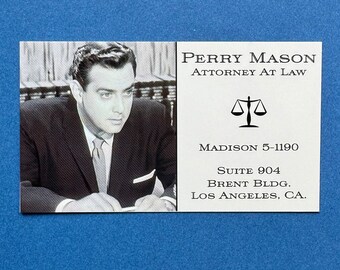 Perry Mason
Attorney At Law
Madison 5-1190
Suite 904
Brent Bldg.
Los Angeles, CA.